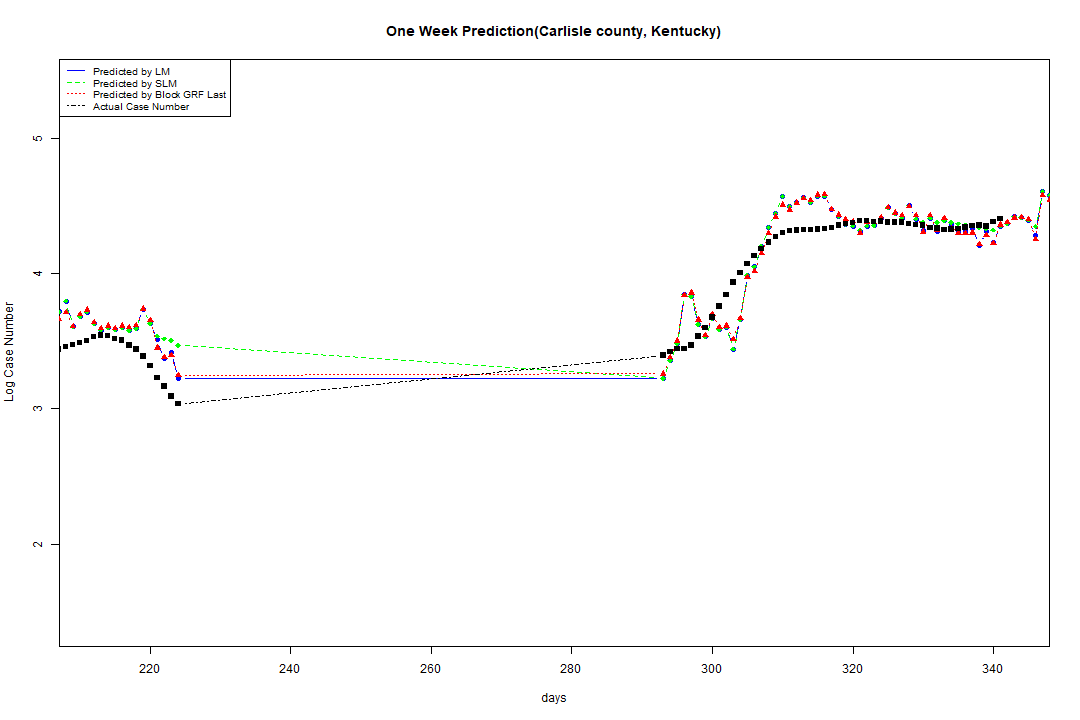 One Week Prediction(Carlisle county, Kentucky)
Predicted by LM
Predicted by SLM
Predicted by Block GRF Last
Actual Case Number
5
4
3
2
Log Case Number
220 240 260 280 300 320 340
days